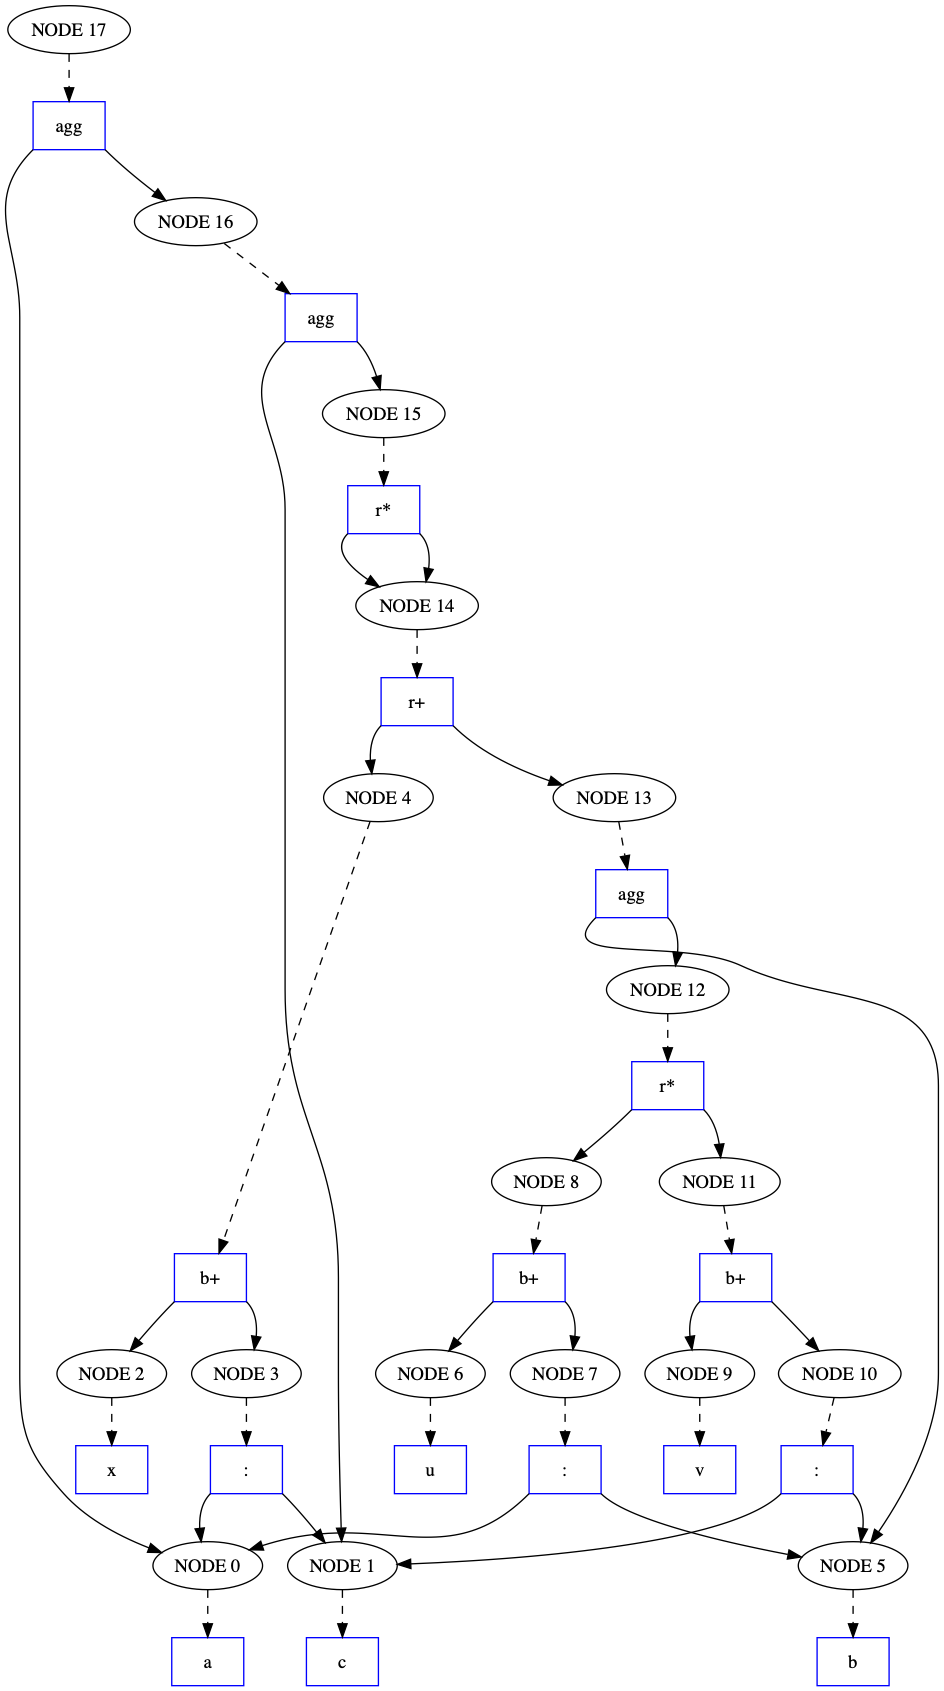 NODE 17
agg
NODE 16
agg
NODE 15
r*
NODE 14
r+
NODE 4
NODE 13
agg
NODE 12
r*
NODE 8
NODE 11
b+
b+
b+
NODE 2
NODE 3
NODE 6
NODE 7
NODE 9
NODE 10
x
:
u
:
v
:
NODE 0
NODE 1
NODE 5
a
c
b